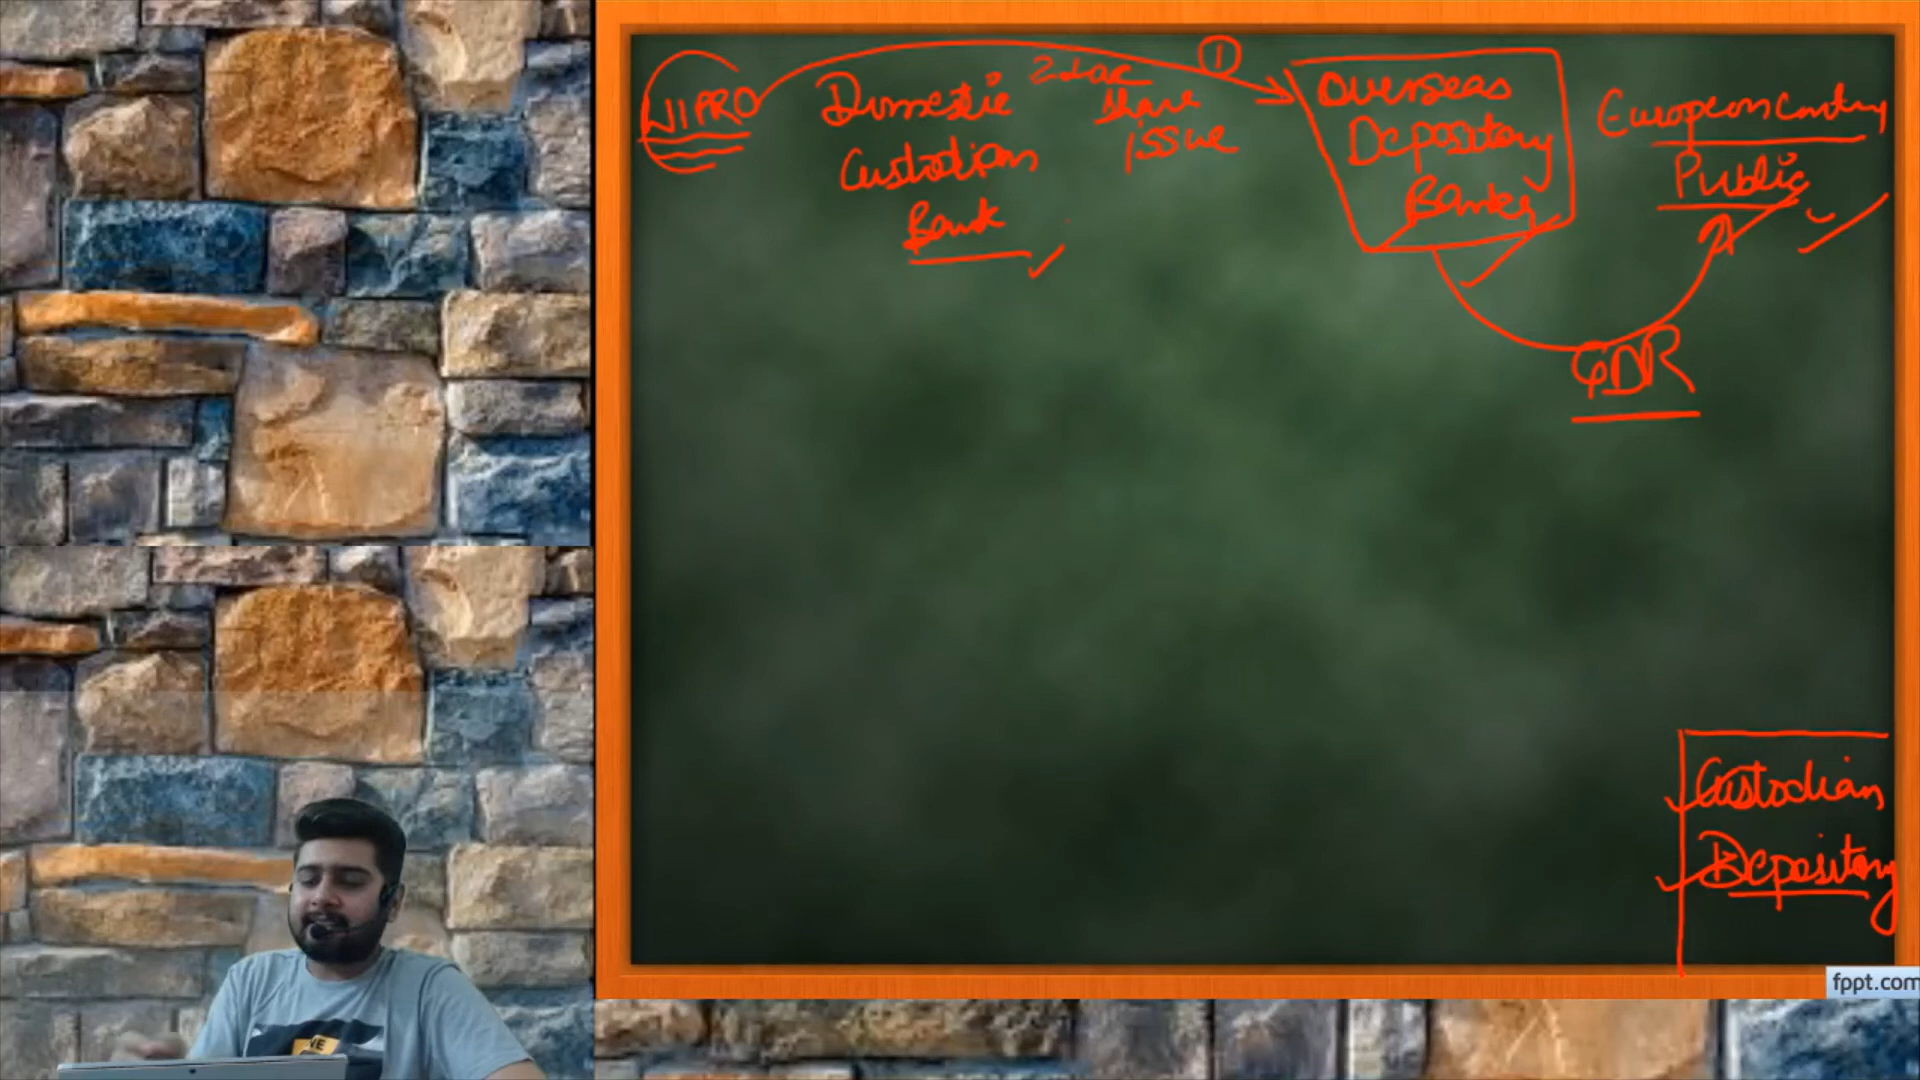 WIPRO
Domestic
Custodian
Bank
2 Lac
share
issue
1
Overseas
Depository
Banks
European Country
Public
GDR
Custodian
Depository
fppt.com